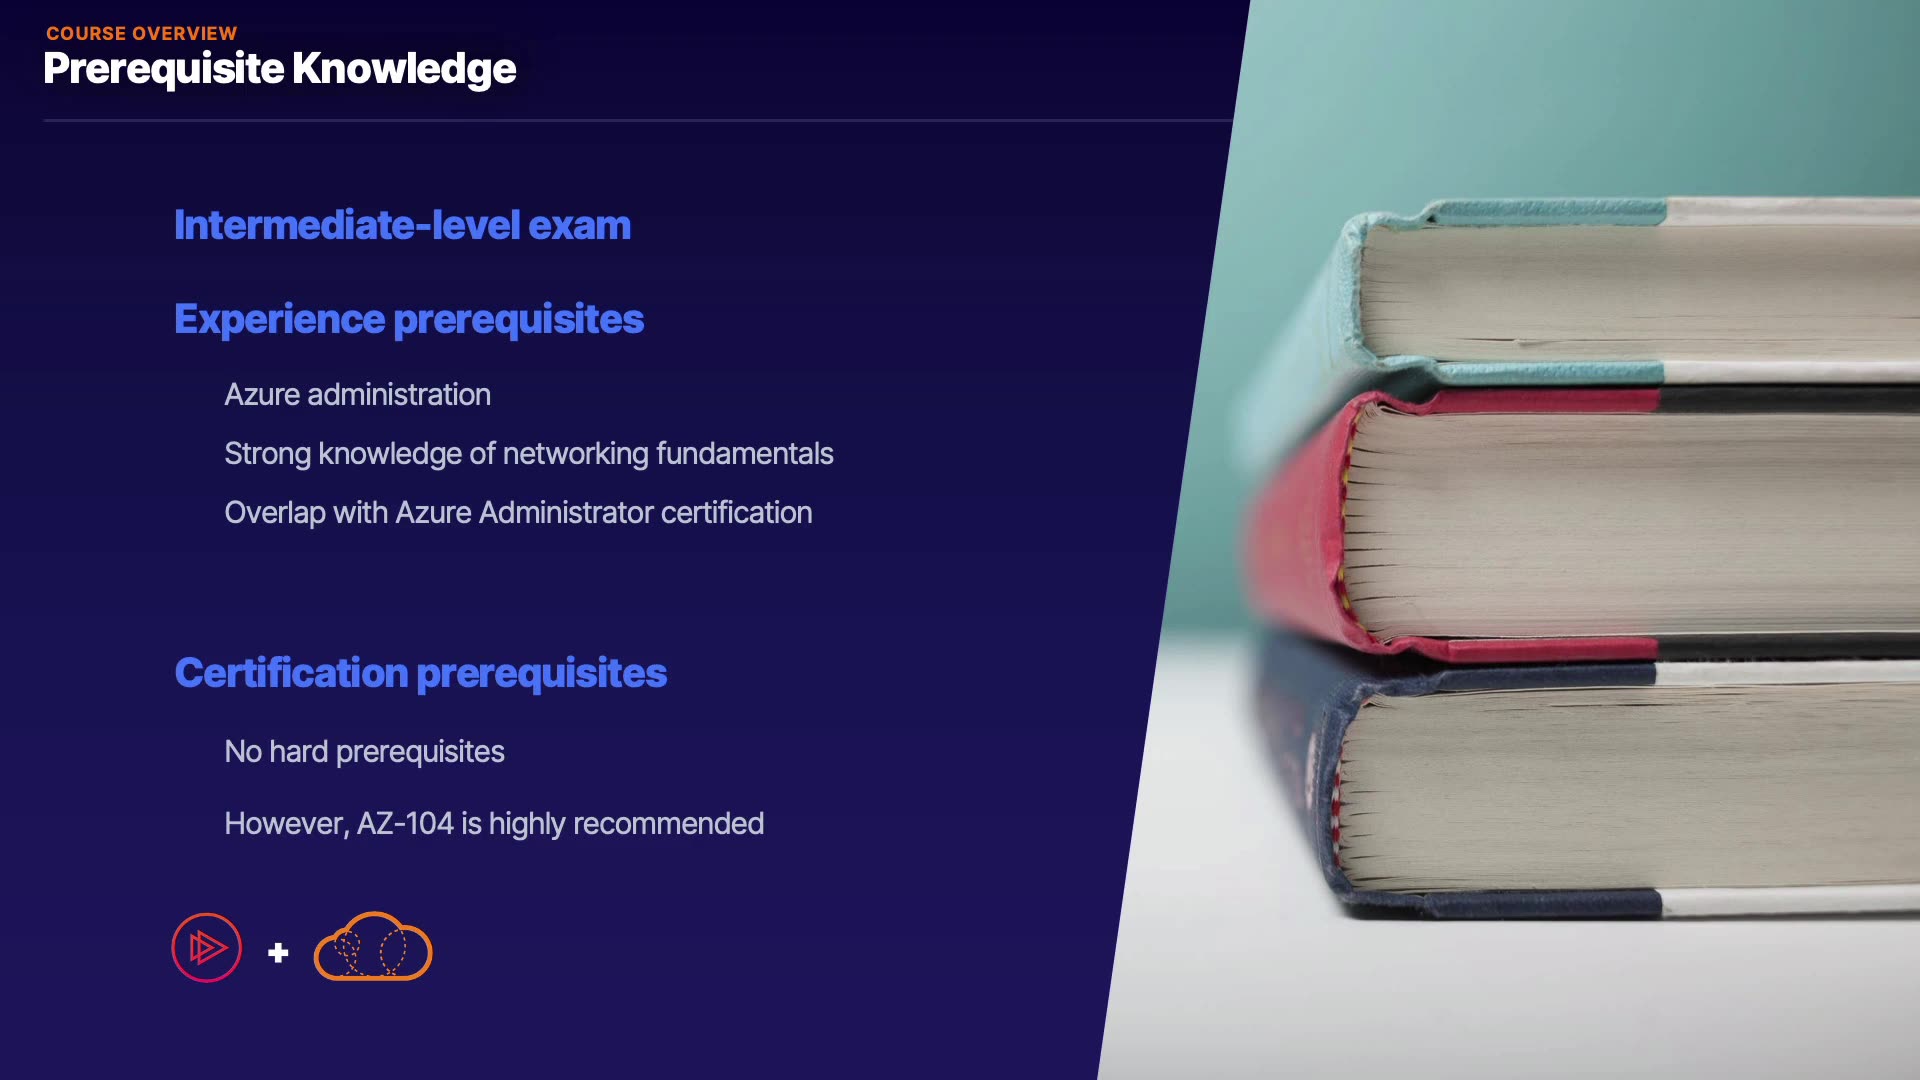 COURSE OVERVIEW
Prerequisite Knowledge
Intermediate-level exam
Experience prerequisites
Azure administration
Strong knowledge of networking fundamentals
Overlap with Azure Administrator certification
Certification prerequisites
No hard prerequisites
However, AZ-104 is highly recommended
+